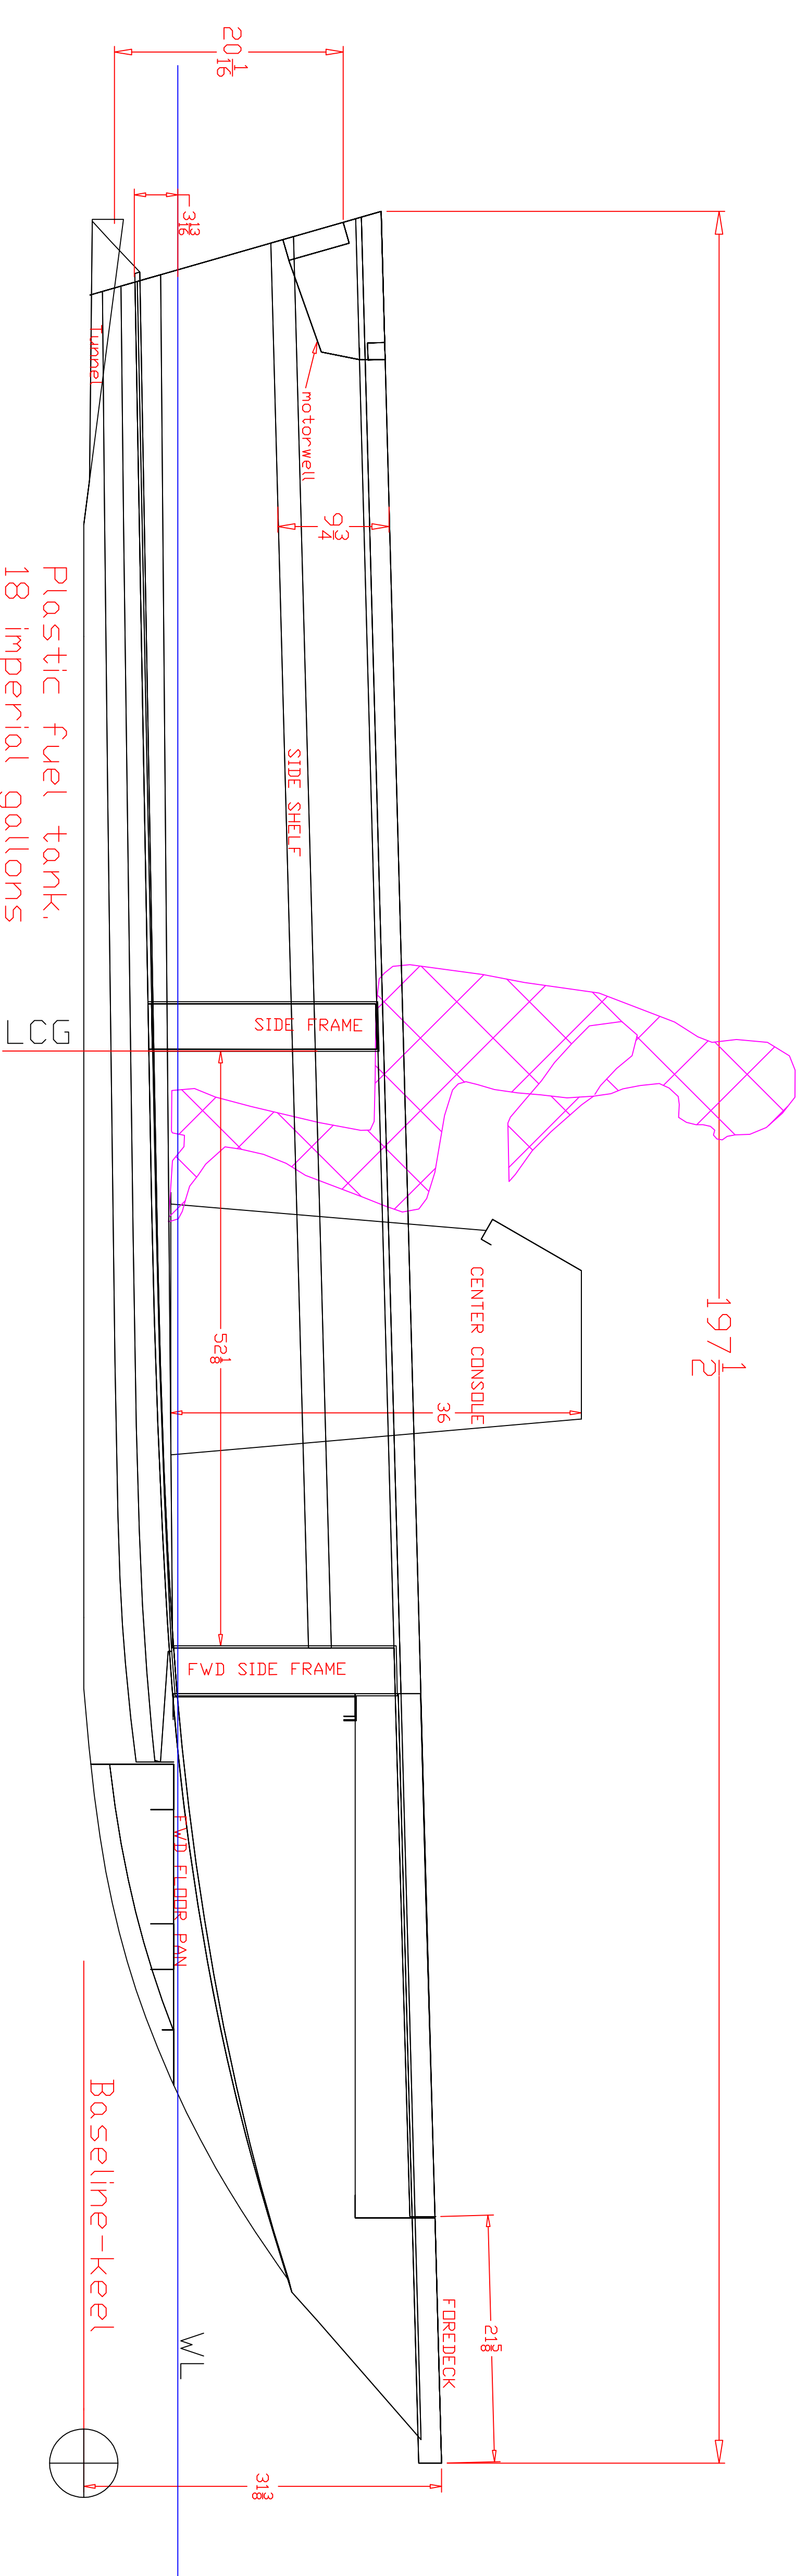 20 1/16
3 13/16
Tunnel
motorwell
9 3/4
197 1/2
Plastic fuel tank.
18 imperial gallons
SIDE SHELF
LCG
SIDE FRAME
52 1/8
CENTER CONSOLE
36
FWD SIDE FRAME
FWD FLOOR PAN
Baseline-keel
WL
FOREDECK
21 5/8
31 3/8